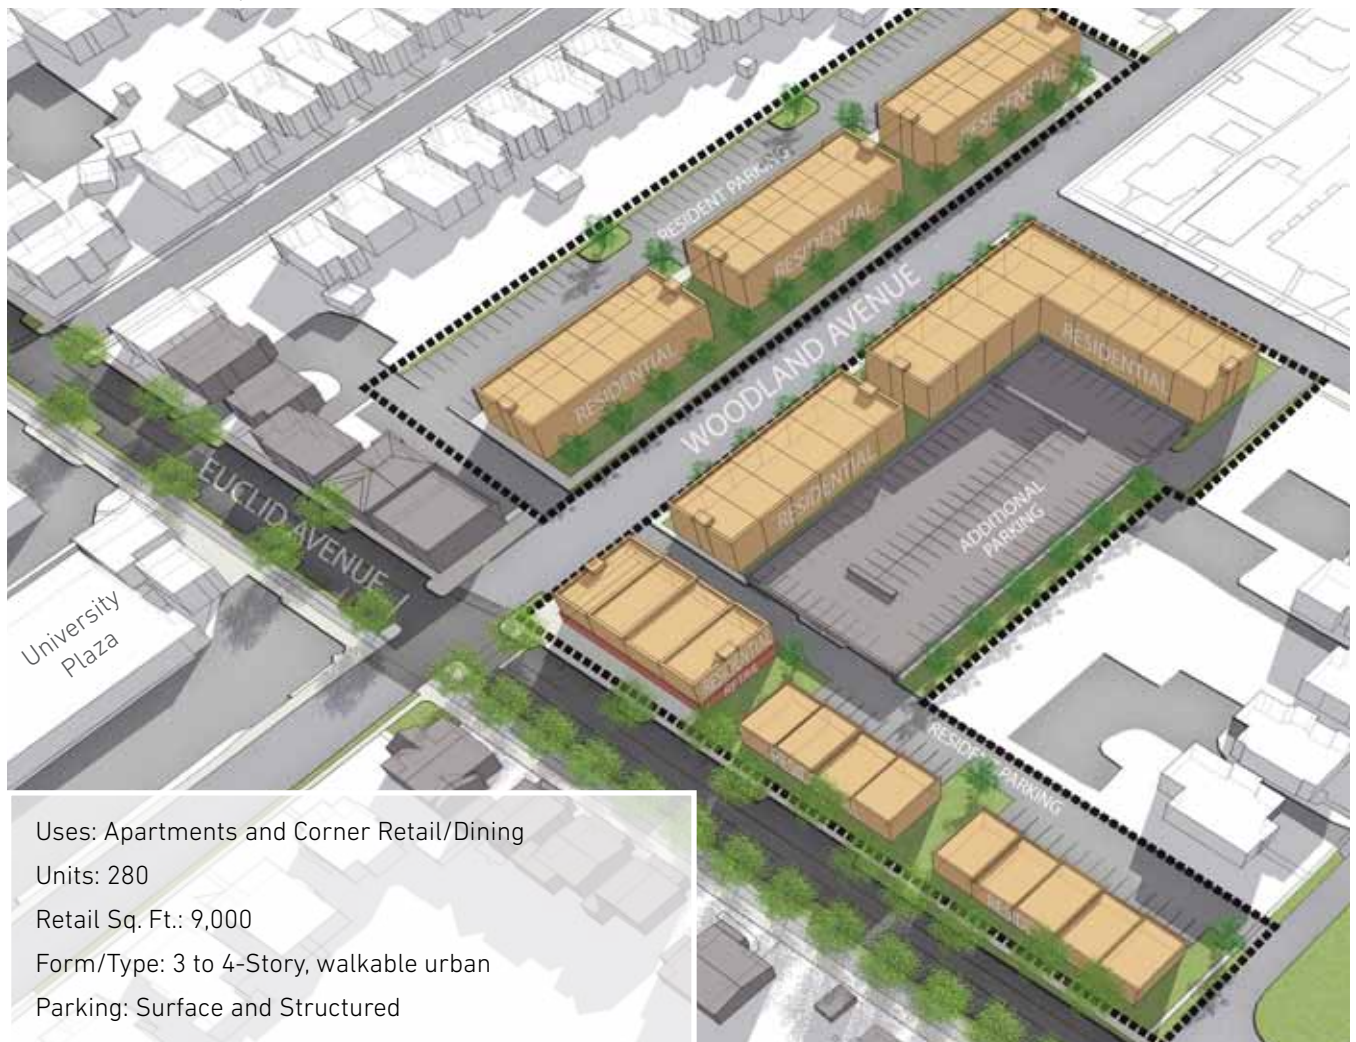 RESIDENTIAL
RESIDENT PARKING
RESIDENTIAL
RESIDENTIAL
WOODLAND AVENUE
RESIDENTIAL
RESIDENTIAL
ADDITIONAL
PARKING
EUCLID AVENUE
University
Plaza
RESIDENTIAL
RETAIL
RESIDENT PARKING
Uses: Apartments and Corner Retail/Dining
Units: 280
Retail Sq. Ft.: 9,000
Form/Type: 3 to 4-Story, walkable urban
Parking: Surface and Structured